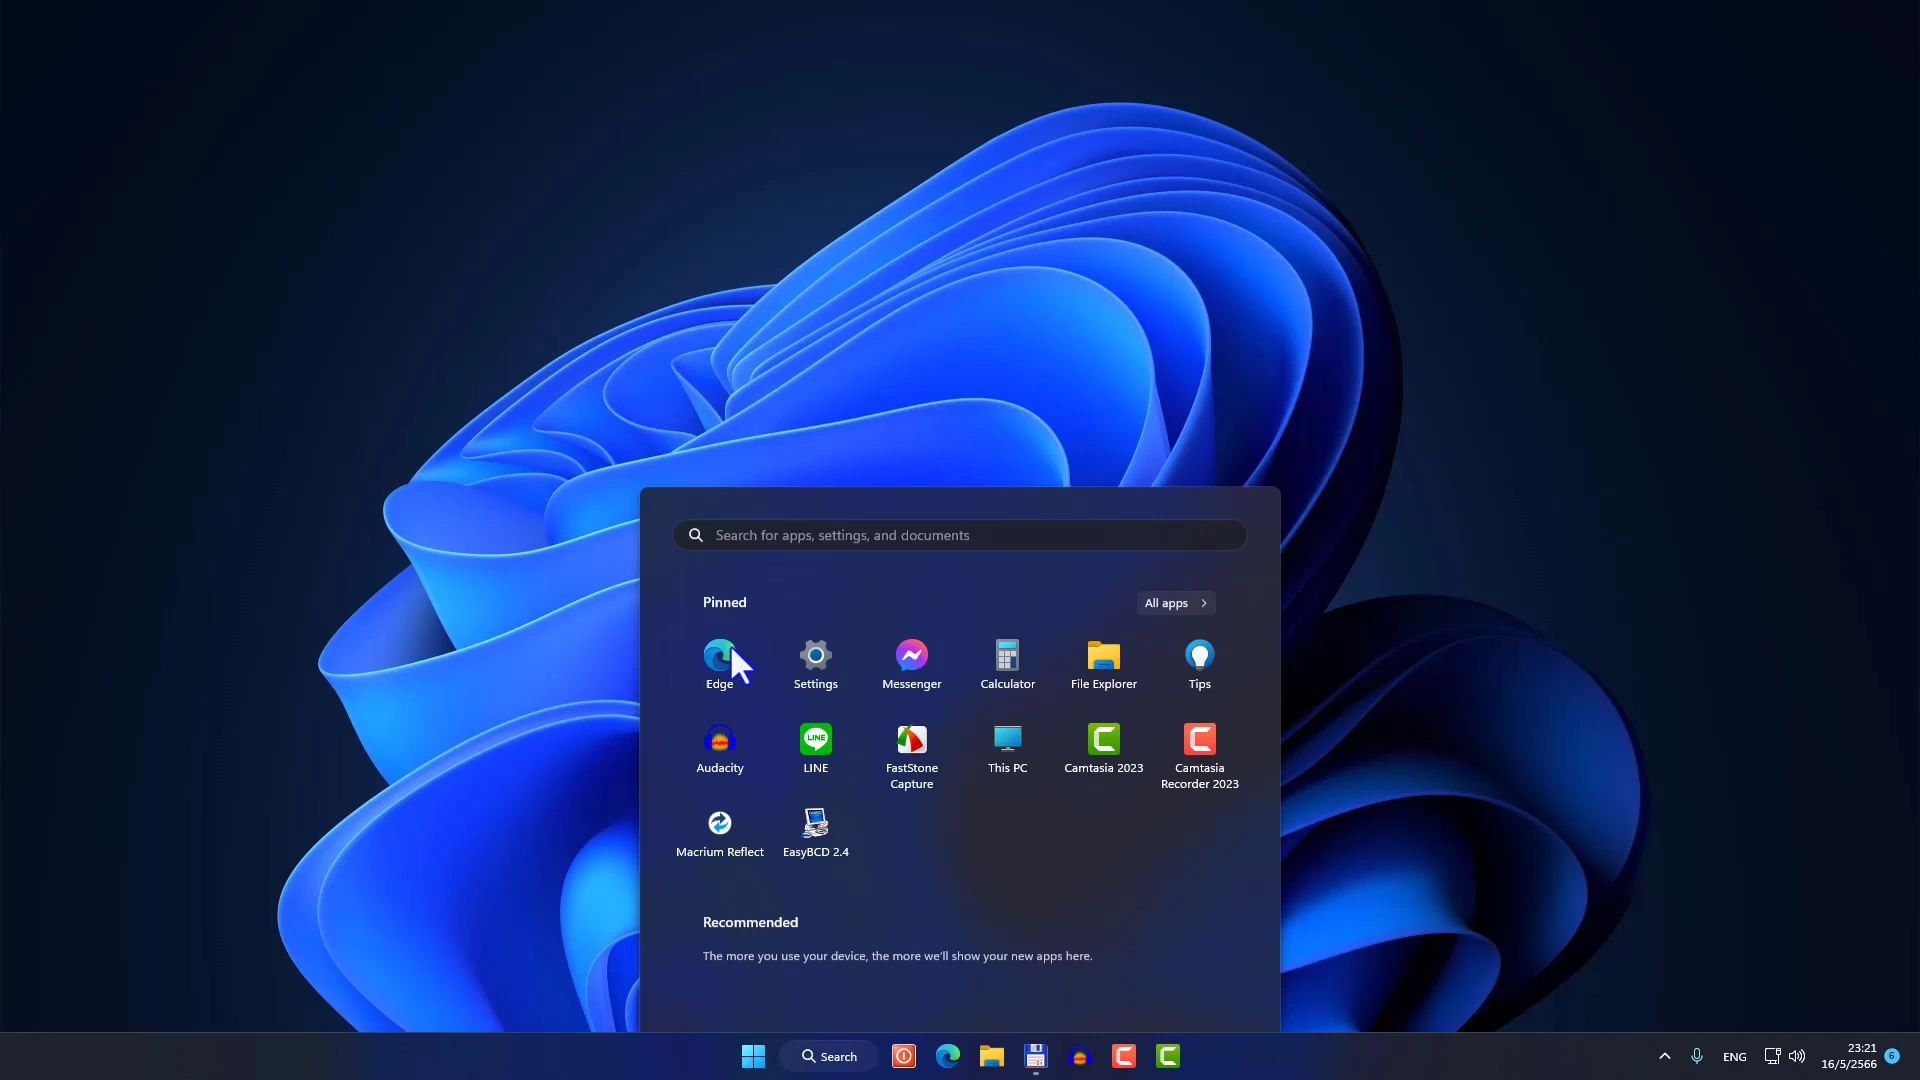 Search for apps, settings, and documents
Pinned
All apps
Edge
Settings
Messenger
Calculator
File Explorer
Tips
LINE
Audacity
LINE
FastStone
Capture
This PC
Camtasia 2023
Camtasia
Recorder 2023
Macrium Reflect
EasyBCD 2.4
Recommended
The more you use your device, the more we'll show your new apps here.
Search
ENG
23:21
16/5/2566
6